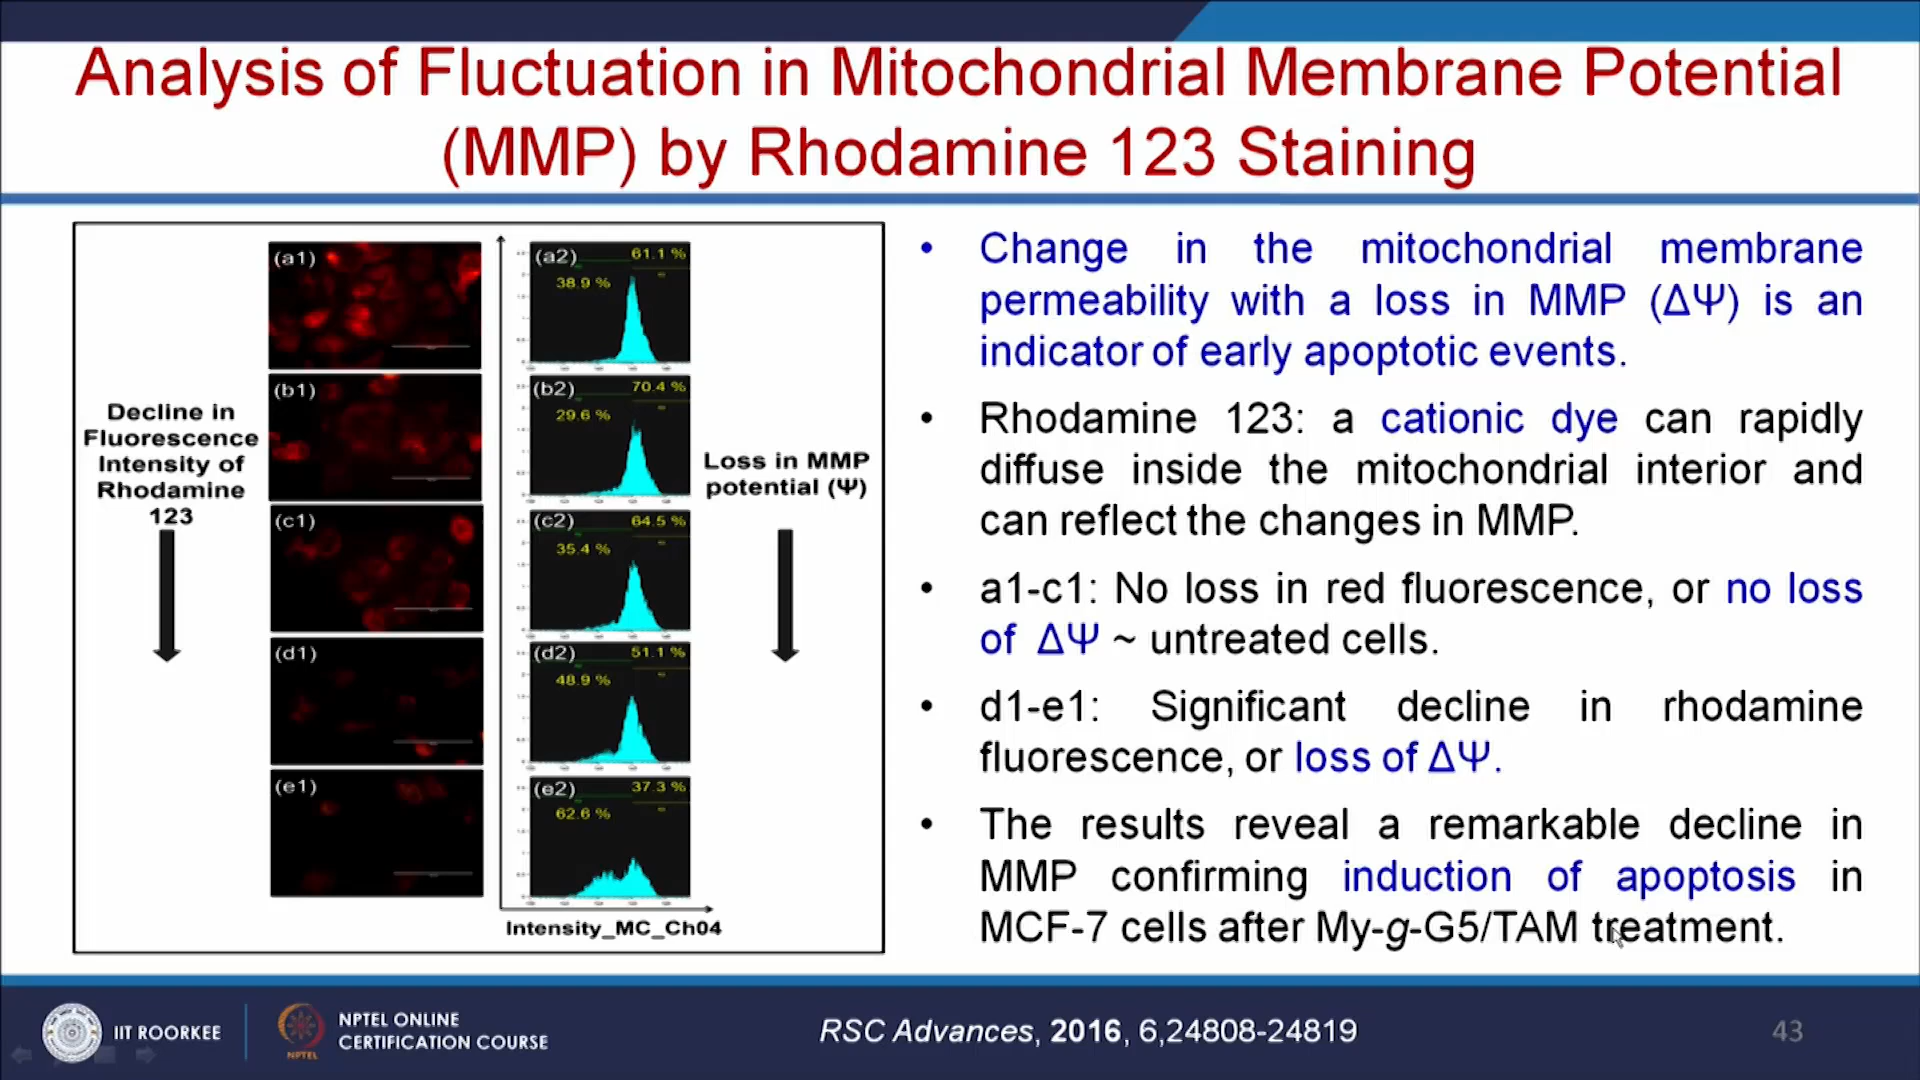 Analysis of Fluctuation in Mitochondrial Membrane Potential
(MMP) by Rhodamine 123 Staining
Decline in
Fluorescence
Intensity of
Rhodamine
123
(a1)
(b1)
(c1)
(d1)
(e1)
(a2) 61.1 %
38.9 %
(b2) 70.4 %
29.6 %
(c2) 64.5 %
35.4 %
(d2) 51.1 %
48.9 %
(e2) 37.3 %
62.6 %
Intensity_MC_Ch04
Loss in MMP
potential (Ψ)
• Change in the mitochondrial membrane
permeability with a loss in MMP (ΔΨ) is an
indicator of early apoptotic events.
• Rhodamine 123: a cationic dye can rapidly
diffuse inside the mitochondrial interior and
can reflect the changes in MMP.
• a1-c1: No loss in red fluorescence, or no loss
of ΔΨ ~ untreated cells.
• d1-e1: Significant decline in rhodamine
fluorescence, or loss of ΔΨ.
• The results reveal a remarkable decline in
MMP confirming induction of apoptosis in
MCF-7 cells after My-g-G5/TAM treatment.
IIT ROORKEE
NPTEL
NPTEL ONLINE
CERTIFICATION COURSE
RSC Advances, 2016, 6,24808-24819
43